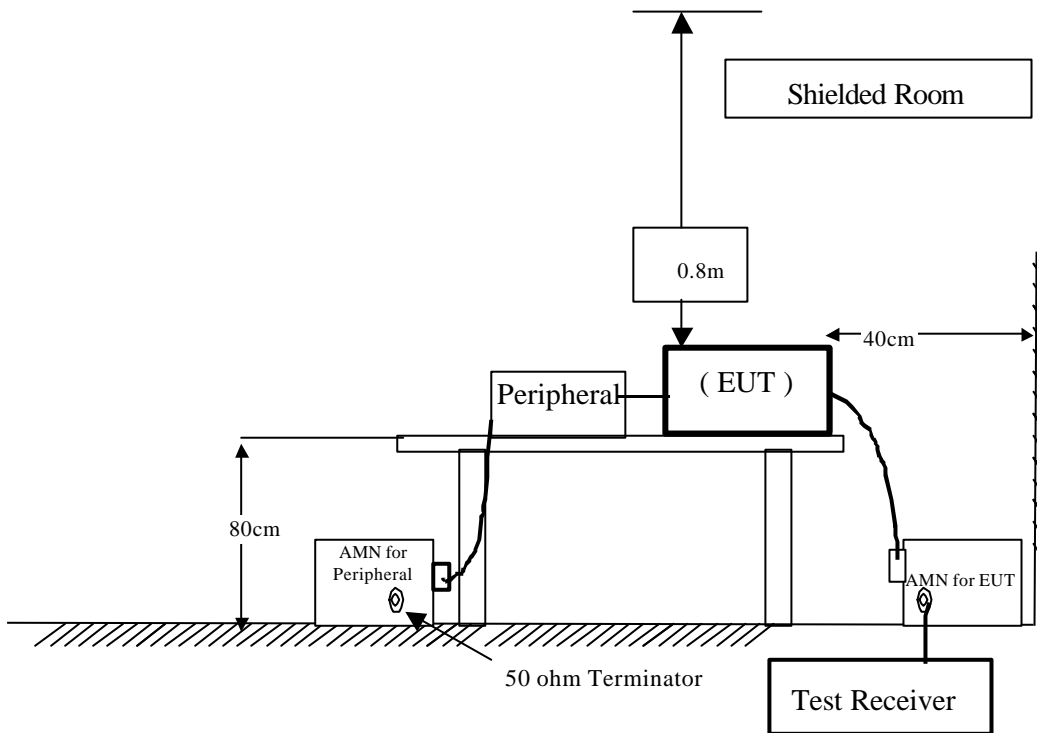 Shielded Room
0.8m
40cm
( EUT )
Peripheral
80cm
AMN for
Peripheral
AMN for EUT
50 ohm Terminator
Test Receiver